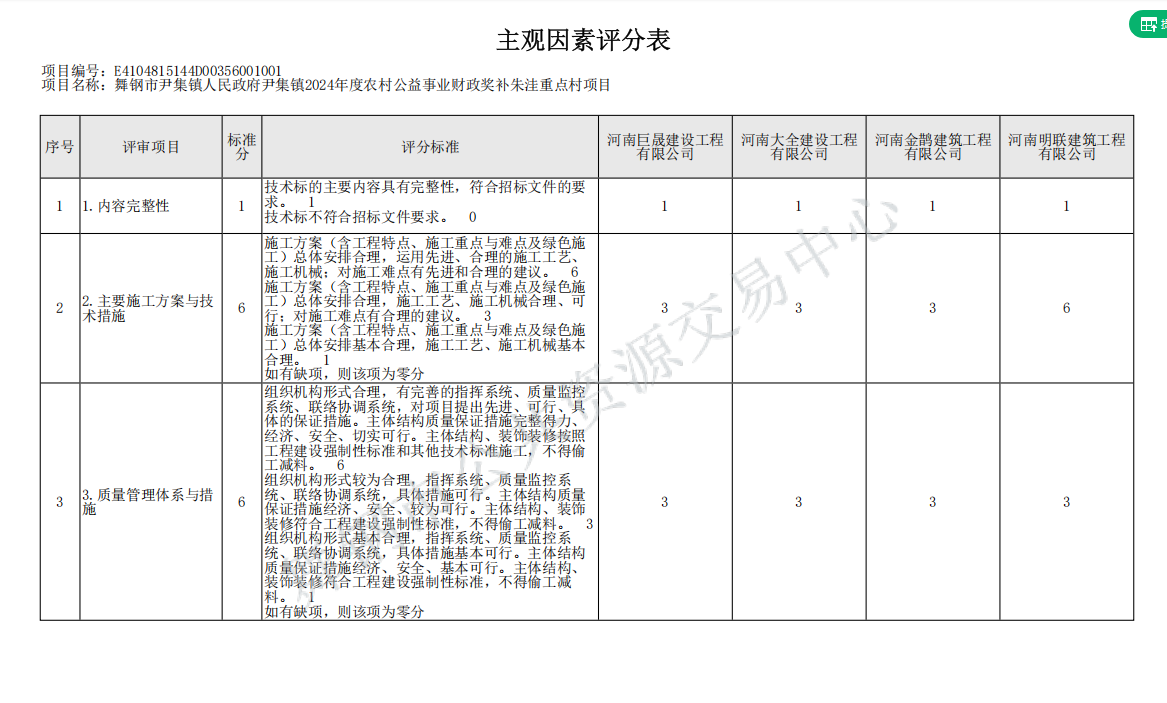 主观因素评分表
项目编号：E4104815144D00356001001
项目名称：舞钢市尹集镇人民政府尹集镇2024年度农村公益事业财政奖补朱洼重点村项目
序号
评审项目
标准
分
评分标准
河南巨晟建设工程
有限公司
河南大全建设工程
有限公司
河南金鹊建筑工程
有限公司
河南明联建筑工程
有限公司
1
1.内容完整性
1
技术标的主要内容具有完整性，符合招标文件的要
求。 1
技术标不符合招标文件要求。 0
1
1
1
1
2
2.主要施工方案与技
术措施
6
施工方案（含工程特点、施工重点与难点及绿色施
工）总体安排合理，运用先进、合理的施工工艺、
施工机械；对施工难点有先进和合理的建议。 6
施工方案（含工程特点、施工重点与难点及绿色施
工）总体安排合理，施工工艺、施工机械合理、可
行；对施工难点有合理的建议。 3
施工方案（含工程特点、施工重点与难点及绿色施
工）总体安排基本合理，施工工艺、施工机械基本
合理。 1
如有缺项，则该项为零分
3
3
3
6
3
3.质量管理体系与措
施
6
组织机构形式合理，有完善的指挥系统、质量监控
系统、联络协调系统，对项目提出先进、可行、具
体的保证措施。主体结构质量保证措施完整得力、
经济、安全、切实可行。主体结构、装饰装修按照
工程建设强制性标准和其他技术标准施工，不得偷
工减料。 6
组织机构形式较为合理，指挥系统、质量监控系
统、联络协调系统，具体措施可行。主体结构质量
保证措施经济、安全、较为可行。主体结构、装饰
装修符合工程建设强制性标准，不得偷工减料。 3
组织机构形式基本合理，指挥系统、质量监控系
统、联络协调系统，具体措施基本可行。主体结构
质量保证措施经济、安全、基本可行。主体结构、
装饰装修符合工程建设强制性标准，不得偷工减
料。 1
如有缺项，则该项为零分
3
3
3
3
公共资源交易中心